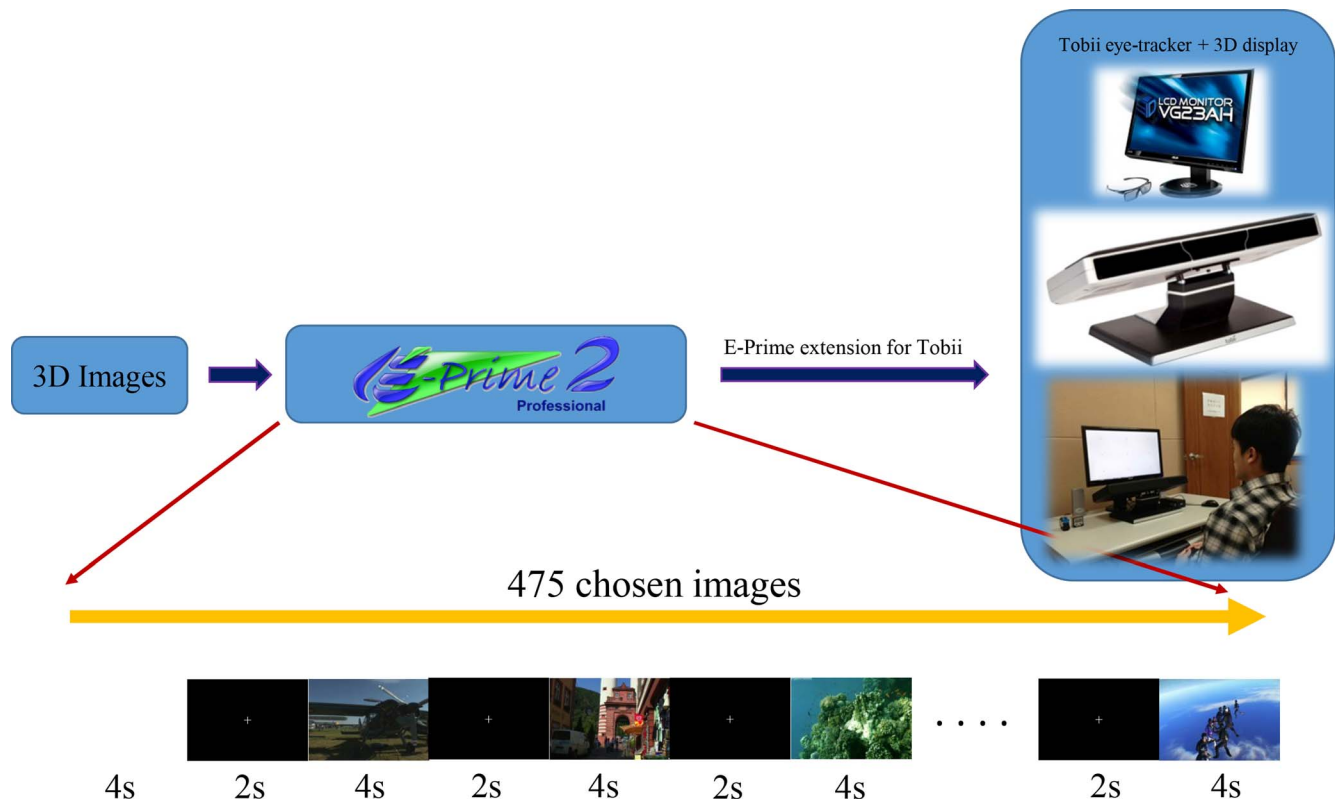 Tobii eye-tracker + 3D display
LCD MONITOR
VG23AH
3D Images
E-Prime 2
Professional
E-Prime extension for Tobii
475 chosen images
4s 2s 4s 2s 4s 2s 4s . . . . 2s 4s